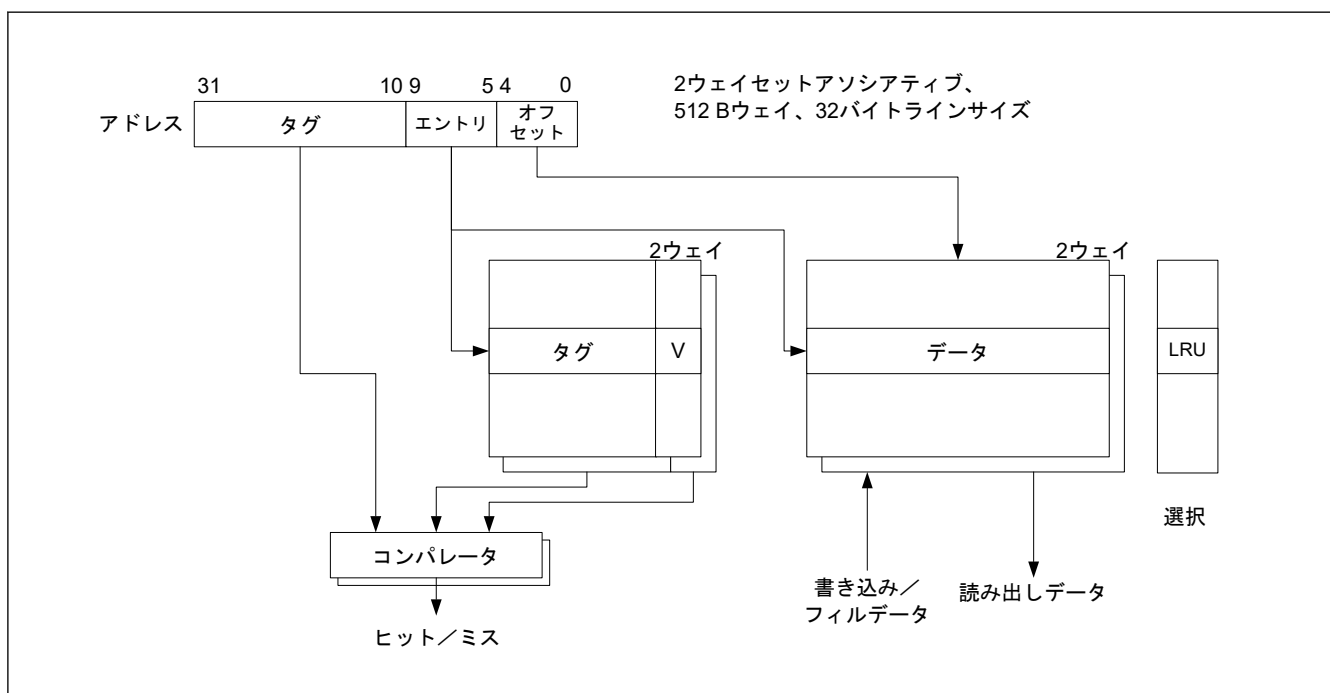 31 10 9 5 4 0
アドレス タグ エントリ オフ
セット
2ウェイセットアソシアティブ、
512 Bウェイ、32バイトラインサイズ
2ウェイ
タグ V
2ウェイ
データ
LRU
選択
コンパレータ
ヒット／ミス
書き込み／
フィルデータ
読み出しデータ